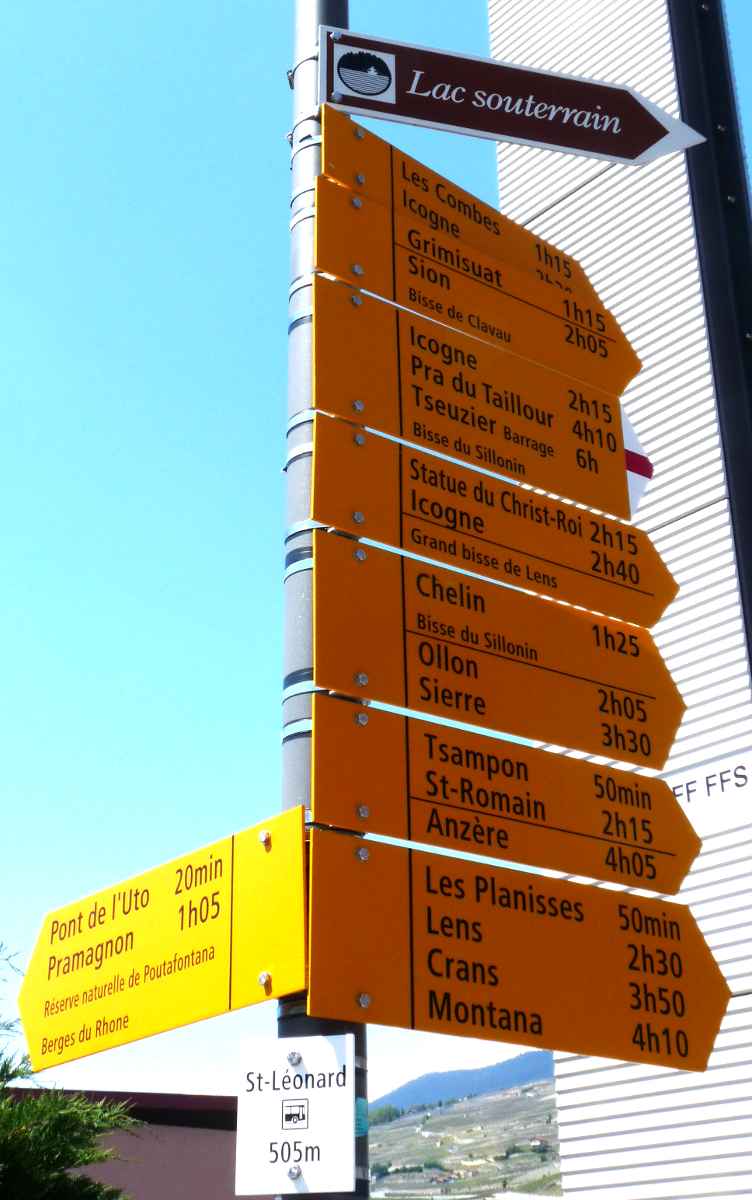 Lac souterrain
Les Combes 1h15
Icogne
Grimisuat 1h15
Sion 2h05
Bisse de Clavau
Icogne 2h15
Pra du Taillour 4h10
Tseuzier Barrage 6h
Bisse du Sillonin
Statue du Christ-Roi 2h15
Icogne 2h40
Grand bisse de Lens
Chelin 1h25
Bisse du Sillonin
Ollon 2h05
Sierre 3h30
Tsampon 50min
St-Romain 2h15
Anzère 4h05
Les Planisses 50min
Lens 2h30
Crans 3h50
Montana 4h10
Pont de l'Uto 20min
Pramagnon 1h05
Réserve naturelle de Poutafontana
Berges du Rhone
St-Léonard
505m
FF FFS